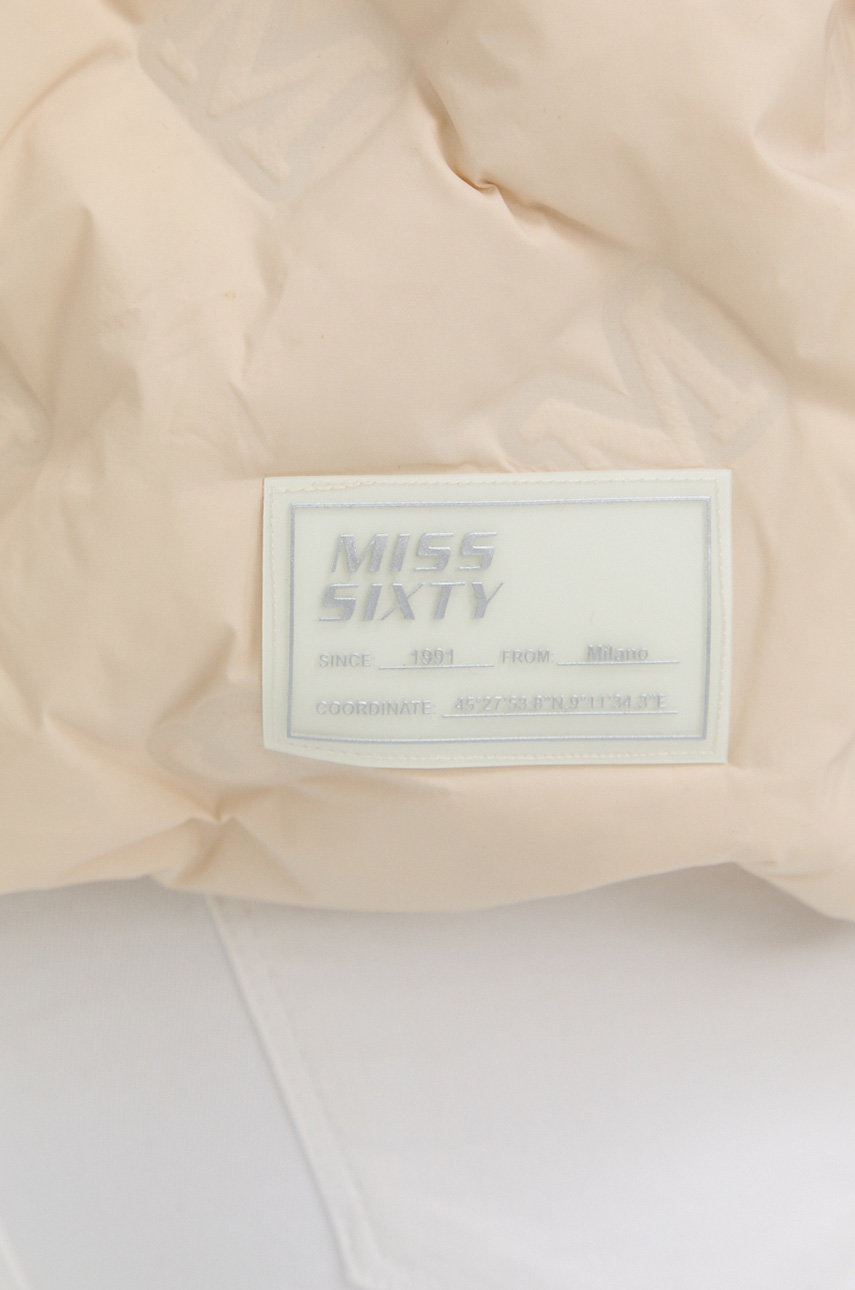 MISS
SIXTY
SINCE: 1991 FROM: Milano
COORDINATE: 45°27'53.8"N,9°11'34.3"E
M
M